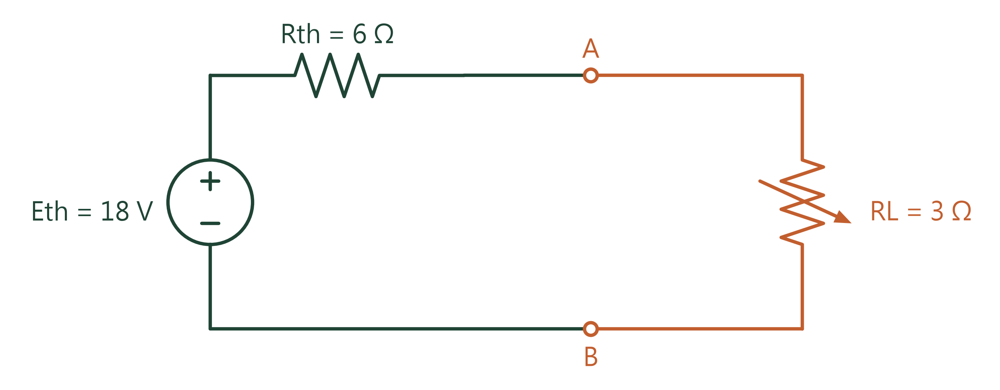 Rth = 6 Ω
A
Eth = 18 V
RL = 3 Ω
B